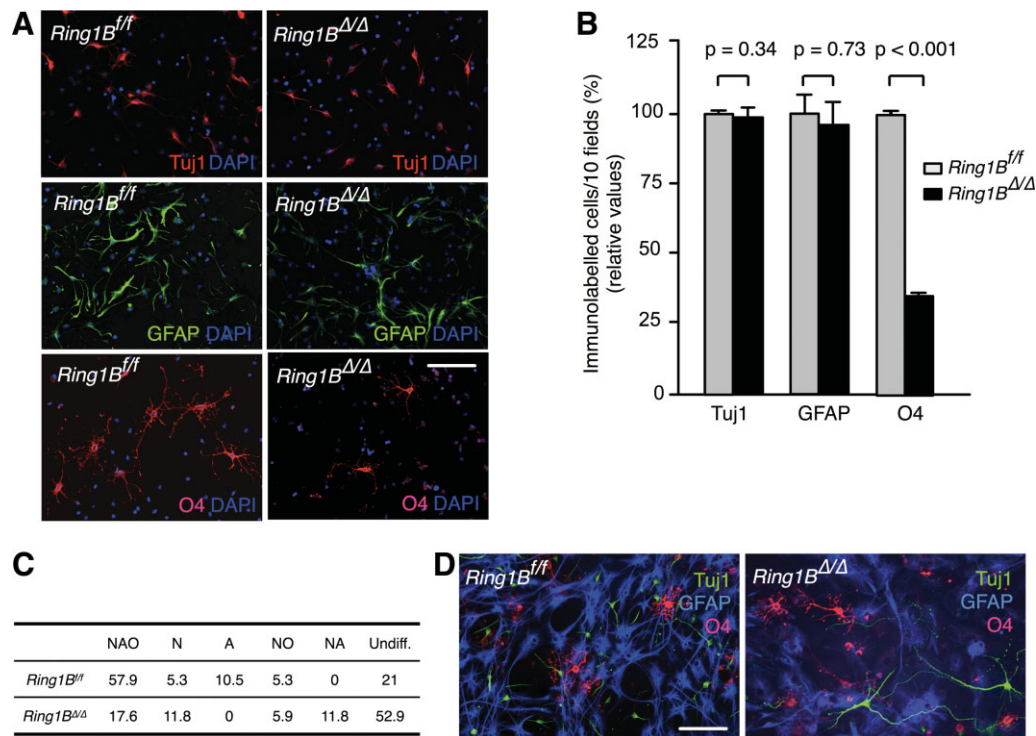 A
Ring1B f/f
Ring1B Δ/Δ
Tuj1 DAPI
Tuj1 DAPI
Ring1B f/f
Ring1B Δ/Δ
GFAP DAPI
GFAP DAPI
Ring1B f/f
Ring1B Δ/Δ
O4 DAPI
O4 DAPI
B
Immunolabelled cells/10 fields (%)
(relative values)
125
100
75
50
25
0
p = 0.34 p = 0.73 p < 0.001
Ring1B f/f
Ring1B Δ/Δ
Tuj1 GFAP O4
C
NAO N A NO NA Undiff.
Ring1B f/f 57.9 5.3 10.5 5.3 0 21
Ring1B Δ/Δ 17.6 11.8 0 5.9 11.8 52.9
D
Ring1B f/f
Tuj1
GFAP
O4
Ring1B Δ/Δ
Tuj1
GFAP
O4